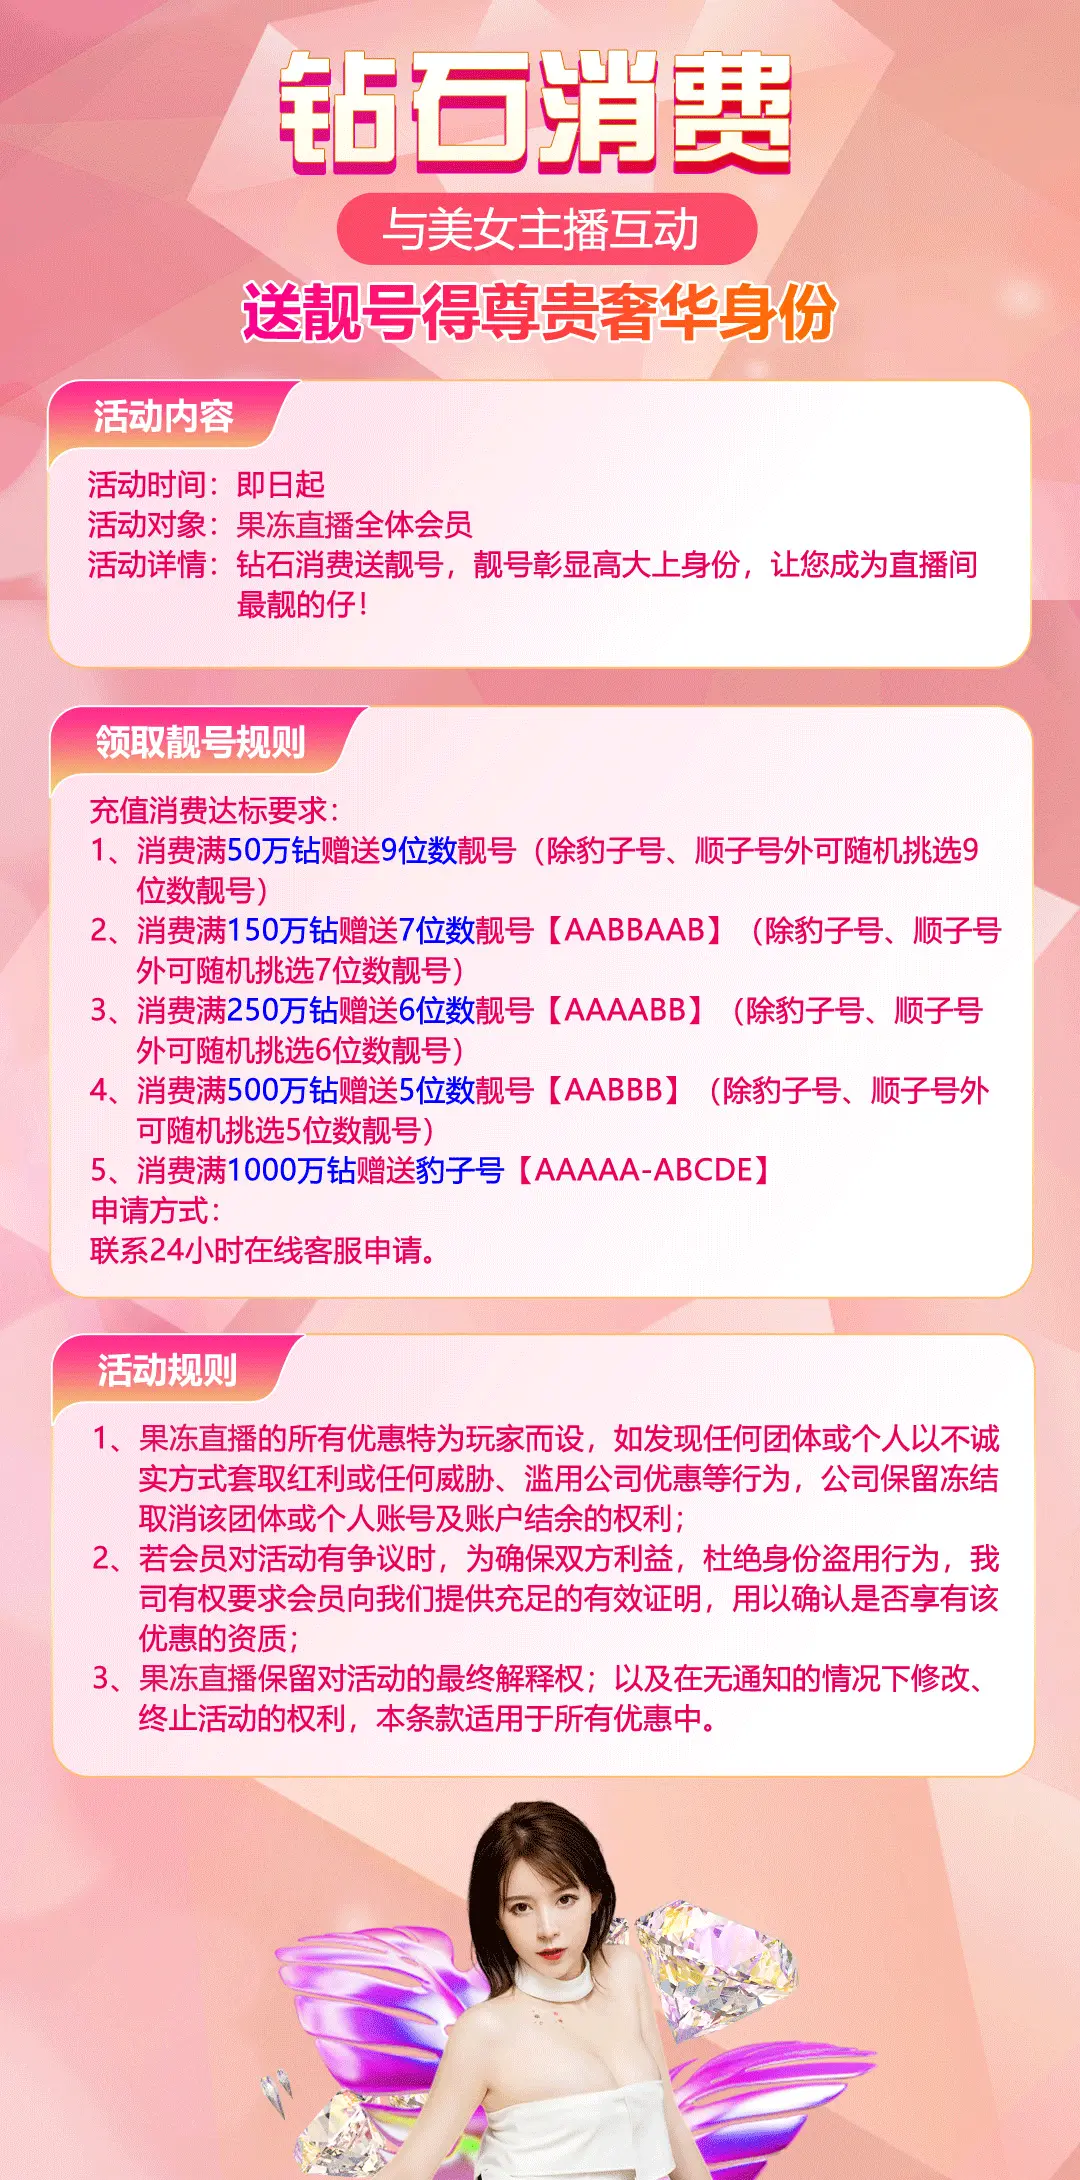 钻石消费
与美女主播互动
送靓号得尊贵奢华身份
活动内容
活动时间：即日起
活动对象：果冻直播全体会员
活动详情：钻石消费送靓号，靓号彰显高大上身份，让您成为直播间
最靓的仔！
领取靓号规则
充值消费达标要求：
1、消费满50万钻赠送9位数靓号（除豹子号、顺子号外可随机挑选9
位数靓号）
2、消费满150万钻赠送7位数靓号【AABBAAB】（除豹子号、顺子号
外可随机挑选7位数靓号）
3、消费满250万钻赠送6位数靓号【AAAABB】（除豹子号、顺子号
外可随机挑选6位数靓号）
4、消费满500万钻赠送5位数靓号【AABBB】（除豹子号、顺子号外
可随机挑选5位数靓号）
5、消费满1000万钻赠送豹子号【AAAAA-ABCDE】
申请方式：
联系24小时在线客服申请。
活动规则
1、果冻直播的所有优惠特为玩家而设，如发现任何团体或个人以不诚
实方式套取红利或任何威胁、滥用公司优惠等行为，公司保留冻结
取消该团体或个人账号及账户结余的权利；
2、若会员对活动有争议时，为确保双方利益，杜绝身份盗用行为，我
司有权要求会员向我们提供充足的有效证明，用以确认是否享有该
优惠的资质；
3、果冻直播保留对活动的最终解释权；以及在无通知的情况下修改、
终止活动的权利，本条款适用于所有优惠中。